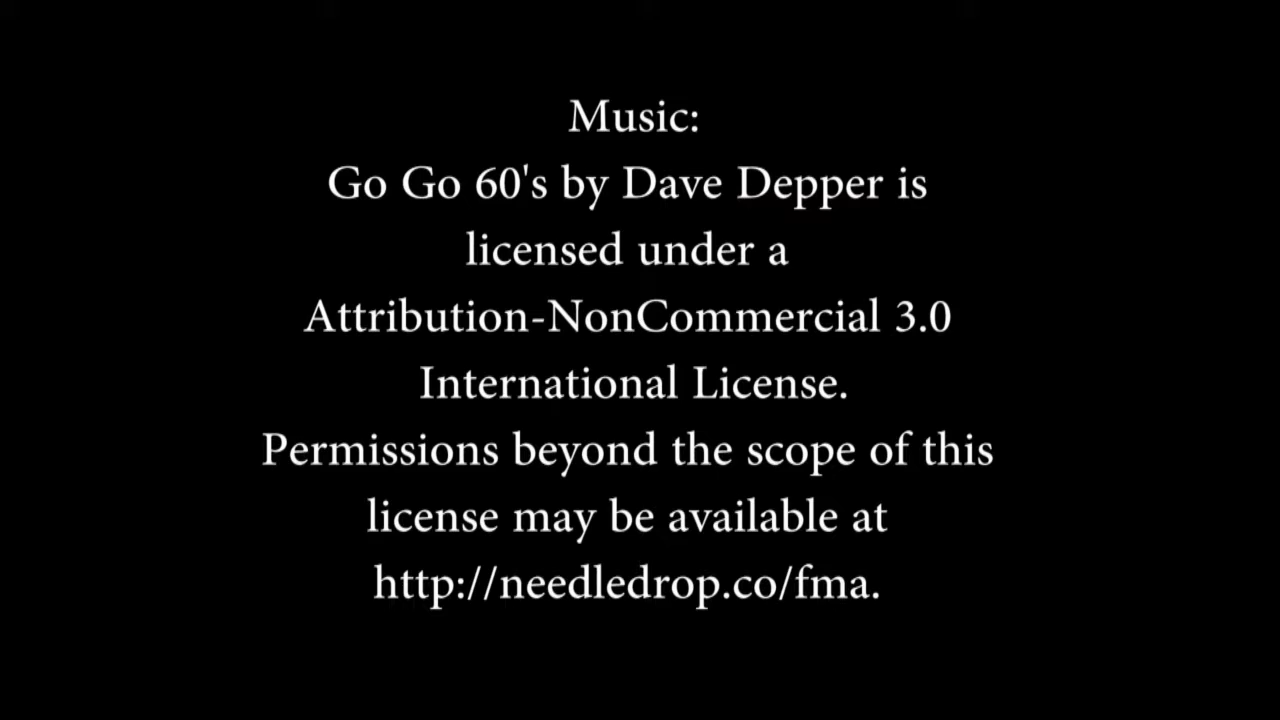 Music:
Go Go 60's by Dave Depper is
licensed under a
Attribution-NonCommercial 3.0
International License.
Permissions beyond the scope of this
license may be available at
http://needledrop.co/fma.